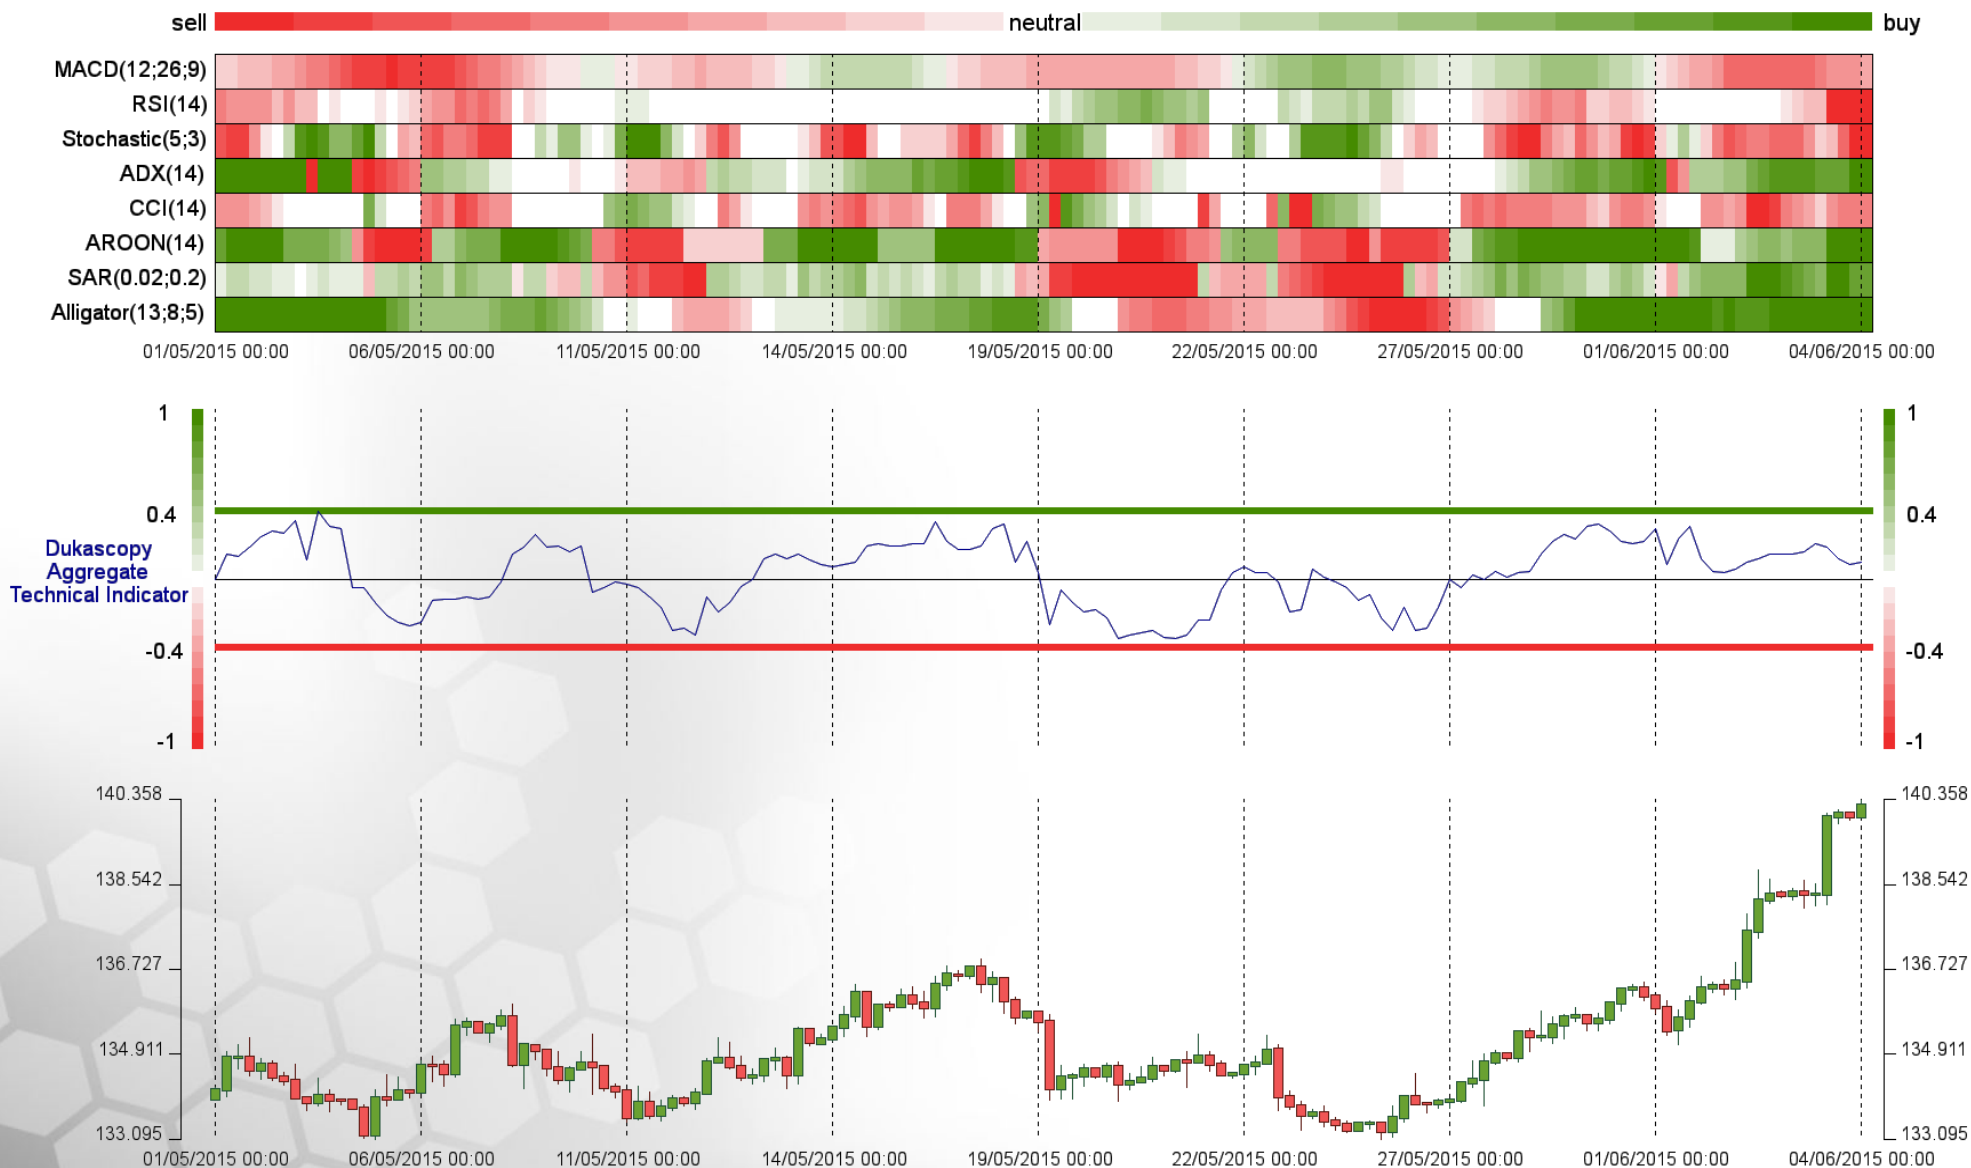 sell neutral buy
MACD(12;26;9)
RSI(14)
Stochastic(5;3)
ADX(14)
CCI(14)
AROON(14)
SAR(0.02;0.2)
Alligator(13;8;5)
01/05/2015 00:00 06/05/2015 00:00 11/05/2015 00:00 14/05/2015 00:00 19/05/2015 00:00 22/05/2015 00:00 27/05/2015 00:00 01/06/2015 00:00 04/06/2015 00:00
1 1
0.4 0.4
Dukascopy
Aggregate
Technical Indicator
-0.4 -0.4
-1 -1
140.358 140.358
138.542 138.542
136.727 136.727
134.911 134.911
133.095 133.095
01/05/2015 00:00 06/05/2015 00:00 11/05/2015 00:00 14/05/2015 00:00 19/05/2015 00:00 22/05/2015 00:00 27/05/2015 00:00 01/06/2015 00:00 04/06/2015 00:00